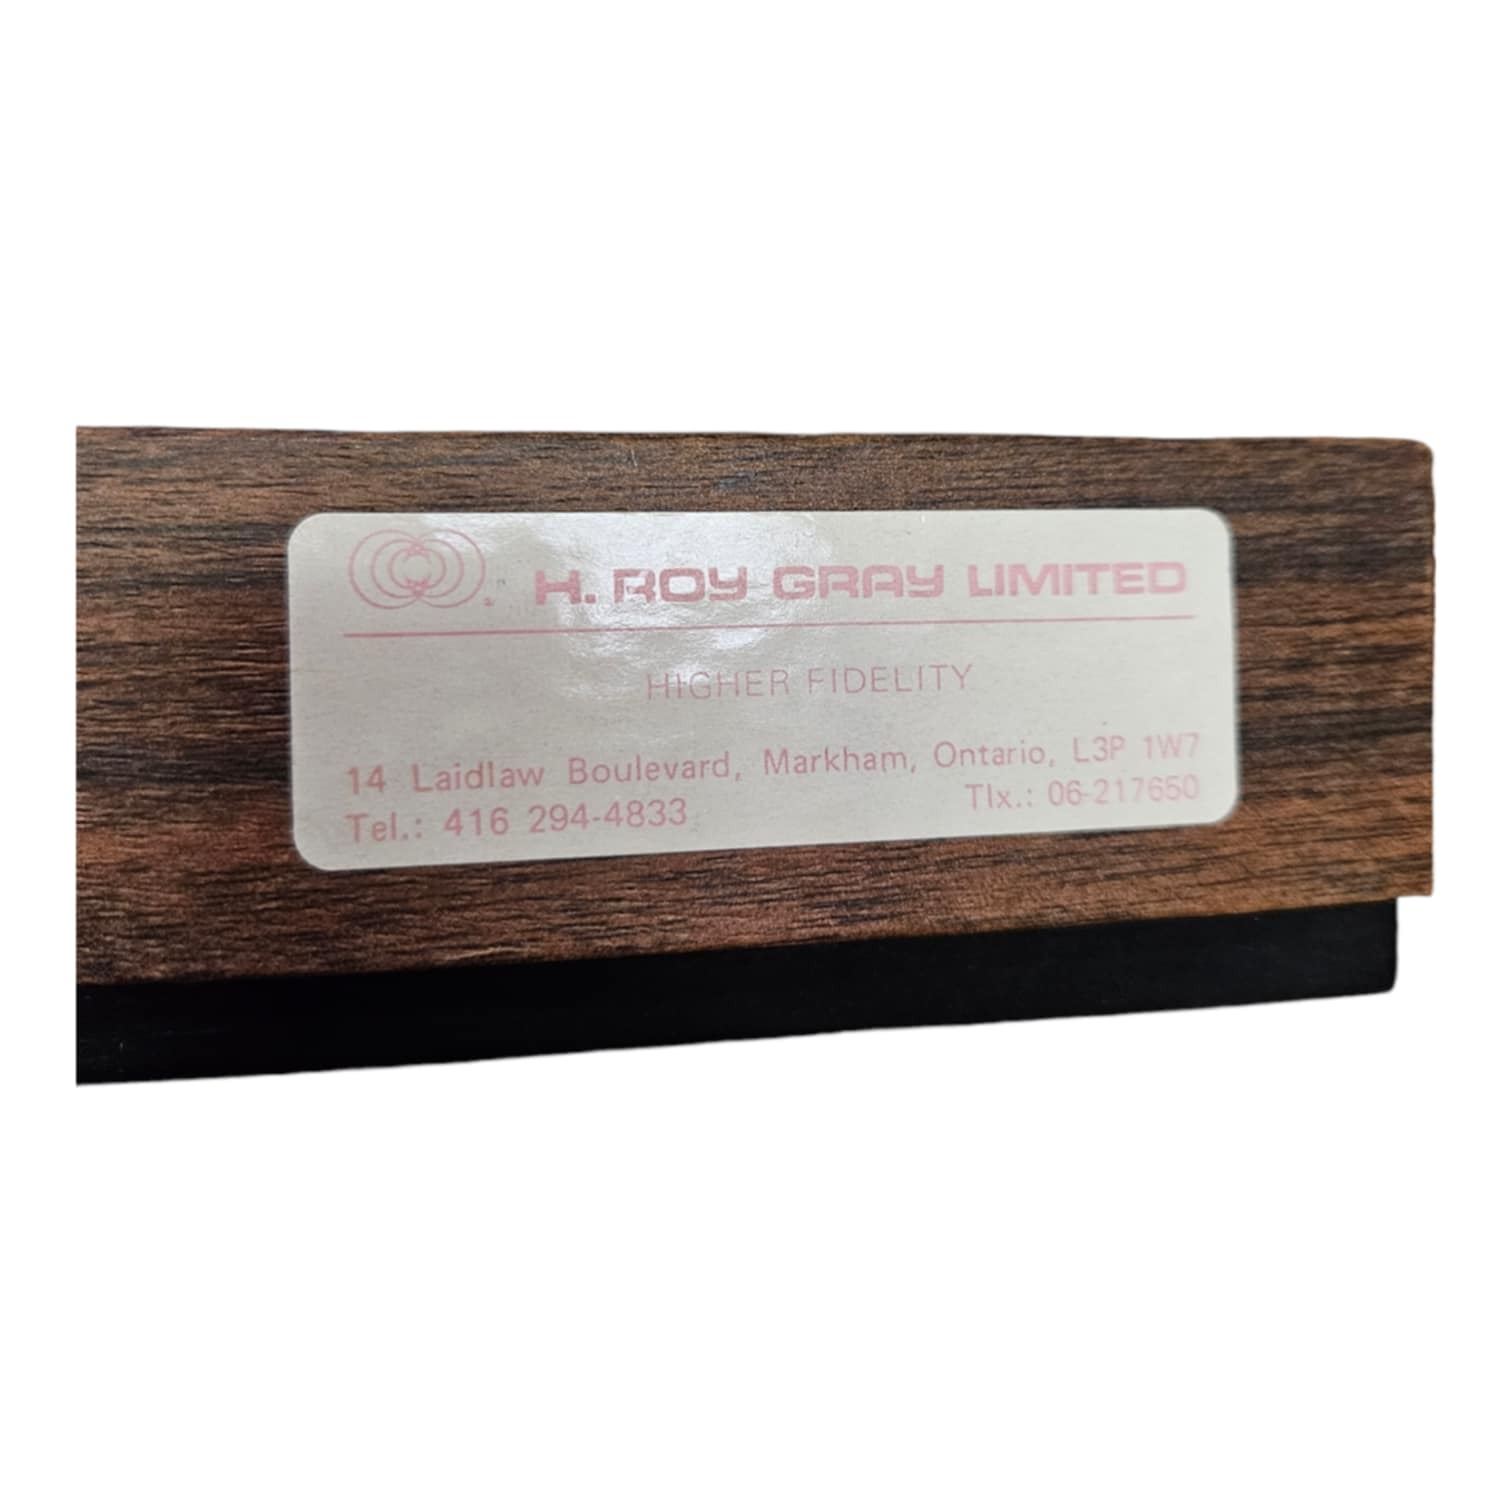 H. ROY GRAY LIMITED
HIGHER FIDELITY
14 Laidlaw Boulevard, Markham, Ontario, L3P 1W7
Tel.: 416 294-4833 Tlx.: 06-217650